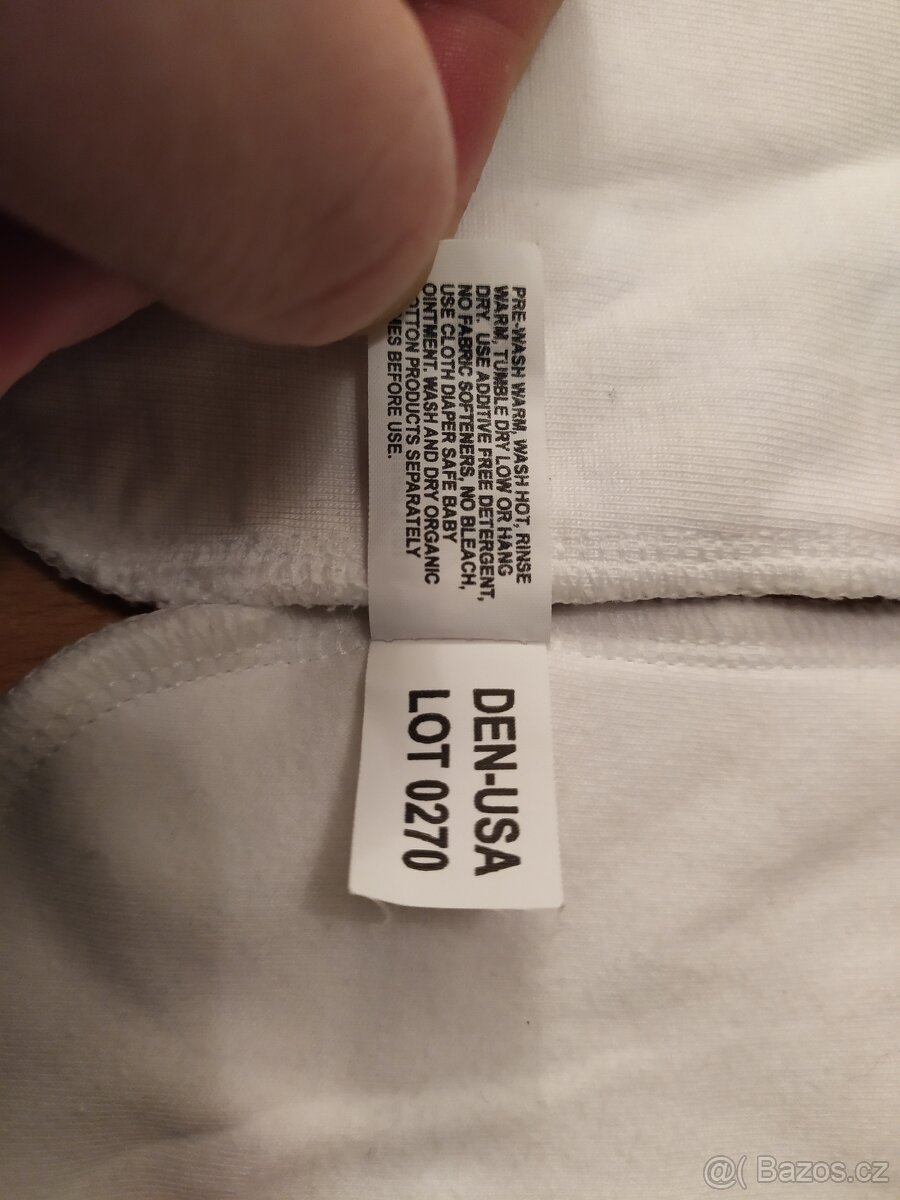 PRE-WASH WARM, WASH HOT, RINSE
WARM, TUMBLE DRY LOW OR HANG
DRY. USE ADDITIVE FREE DETERGENT,
NO FABRIC SOFTENERS, NO BLEACH,
USE CLOTH DIAPER SAFE BABY
OINTMENT. WASH AND DRY ORGANIC
PRODUCTS SEPARATELY
BEFORE USE.
DEN-USA
LOT 0270
@( Bazos.cz